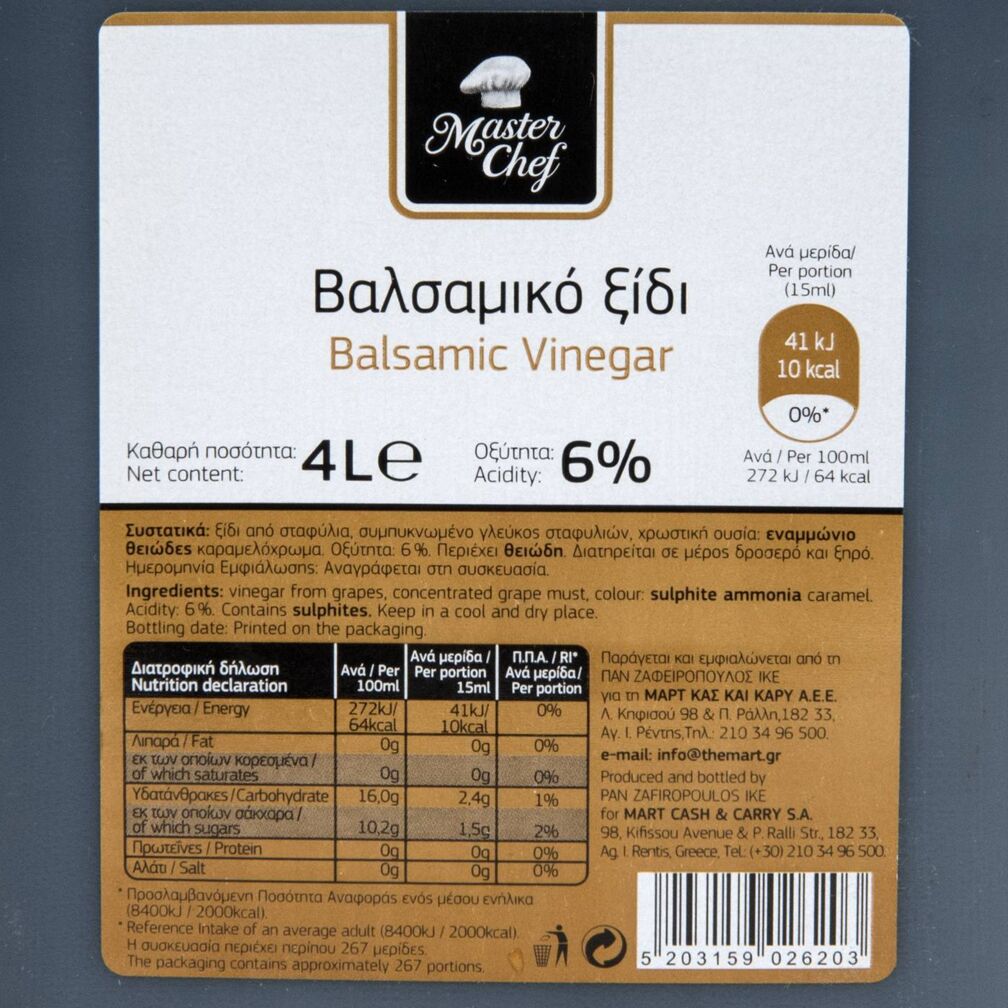 Master
Chef
Βαλσαμικό ξίδι
Balsamic Vinegar
Ανά μερίδα/
Per portion
(15ml)
41 kJ
10 kcal
0%*
Ανά / Per 100ml
272 kJ / 64 kcal
Καθαρή ποσότητα:
Net content:
4L℮
Οξύτητα:
Acidity:
6%
Συστατικά: ξίδι από σταφύλια, συμπυκνωμένο γλεύκος σταφυλιών, χρωστική ουσία: εναμμώνιο
θειώδες καραμελόχρωμα. Οξύτητα: 6%. Περιέχει θειώδη. Διατηρείται σε μέρος δροσερό και ξηρό.
Ημερομηνία Εμφιάλωσης: Αναγράφεται στη συσκευασία.
Ingredients: vinegar from grapes, concentrated grape must, colour: sulphite ammonia caramel.
Acidity: 6%. Contains sulphites. Keep in a cool and dry place.
Bottling date: Printed on the packaging.
Διατροφική δήλωση
Nutrition declaration
Ανά / Per
100ml
Ανά μερίδα /
Per portion
15ml
Π.Π.Α. / RI*
Ανά μερίδα/
Per portion
Ενέργεια / Energy 272kJ/ 64kcal 41kJ/ 10kcal 0%
Λιπαρά / Fat 0g 0g 0%
εκ των οποίων κορεσμένα /
of which saturates 0g 0g 0%
Υδατάνθρακες / Carbohydrate 16,0g 2,4g 1%
εκ των οποίων σάκχαρα /
of which sugars 10,2g 1,5g 2%
Πρωτεΐνες / Protein 0g 0g 0%
Αλάτι / Salt 0g 0g 0%
* Προσλαμβανόμενη Ποσότητα Αναφοράς ενός μέσου ενήλικα
(8400kJ / 2000kcal).
* Reference Intake of an average adult (8400kJ / 2000kcal).
Η συσκευασία περιέχει περίπου 267 μερίδες.
The packaging contains approximately 267 portions.
Παράγεται και εμφιαλώνεται από τη
ΠΑΝ ΖΑΦΕΙΡΟΠΟΥΛΟΣ ΙΚΕ
για τη ΜΑΡΤ ΚΑΣ ΚΑΙ ΚΑΡΥ Α.Ε.Ε.
Λ. Κηφισού 98 & Π. Ράλλη,182 33,
Αγ. Ι. Ρέντης,Τηλ.: 210 34 96 500.
e-mail: info@themart.gr
Produced and bottled by
PAN ZAFIROPOULOS IKE
for MART CASH & CARRY S.A.
98, Kifissou Avenue & P. Ralli Str., 182 33,
Ag. I. Rentis, Greece, Tel.: (+30) 210 34 96 500.
5 203159 026203